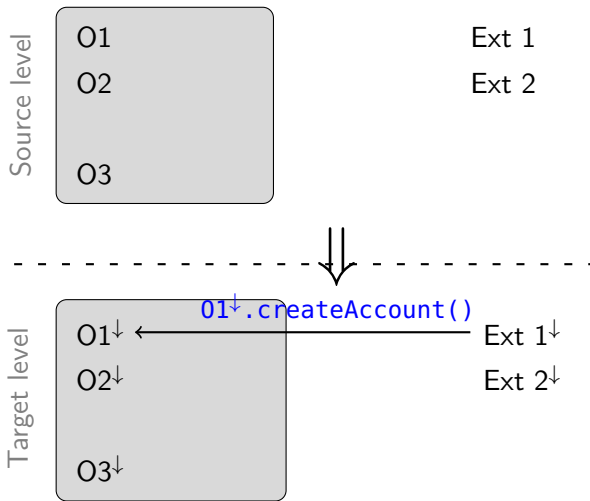 Source level
O1 Ext 1
O2 Ext 2
O3
Target level
O1↓.createAccount()
O1↓ Ext 1↓
O2↓ Ext 2↓
O3↓